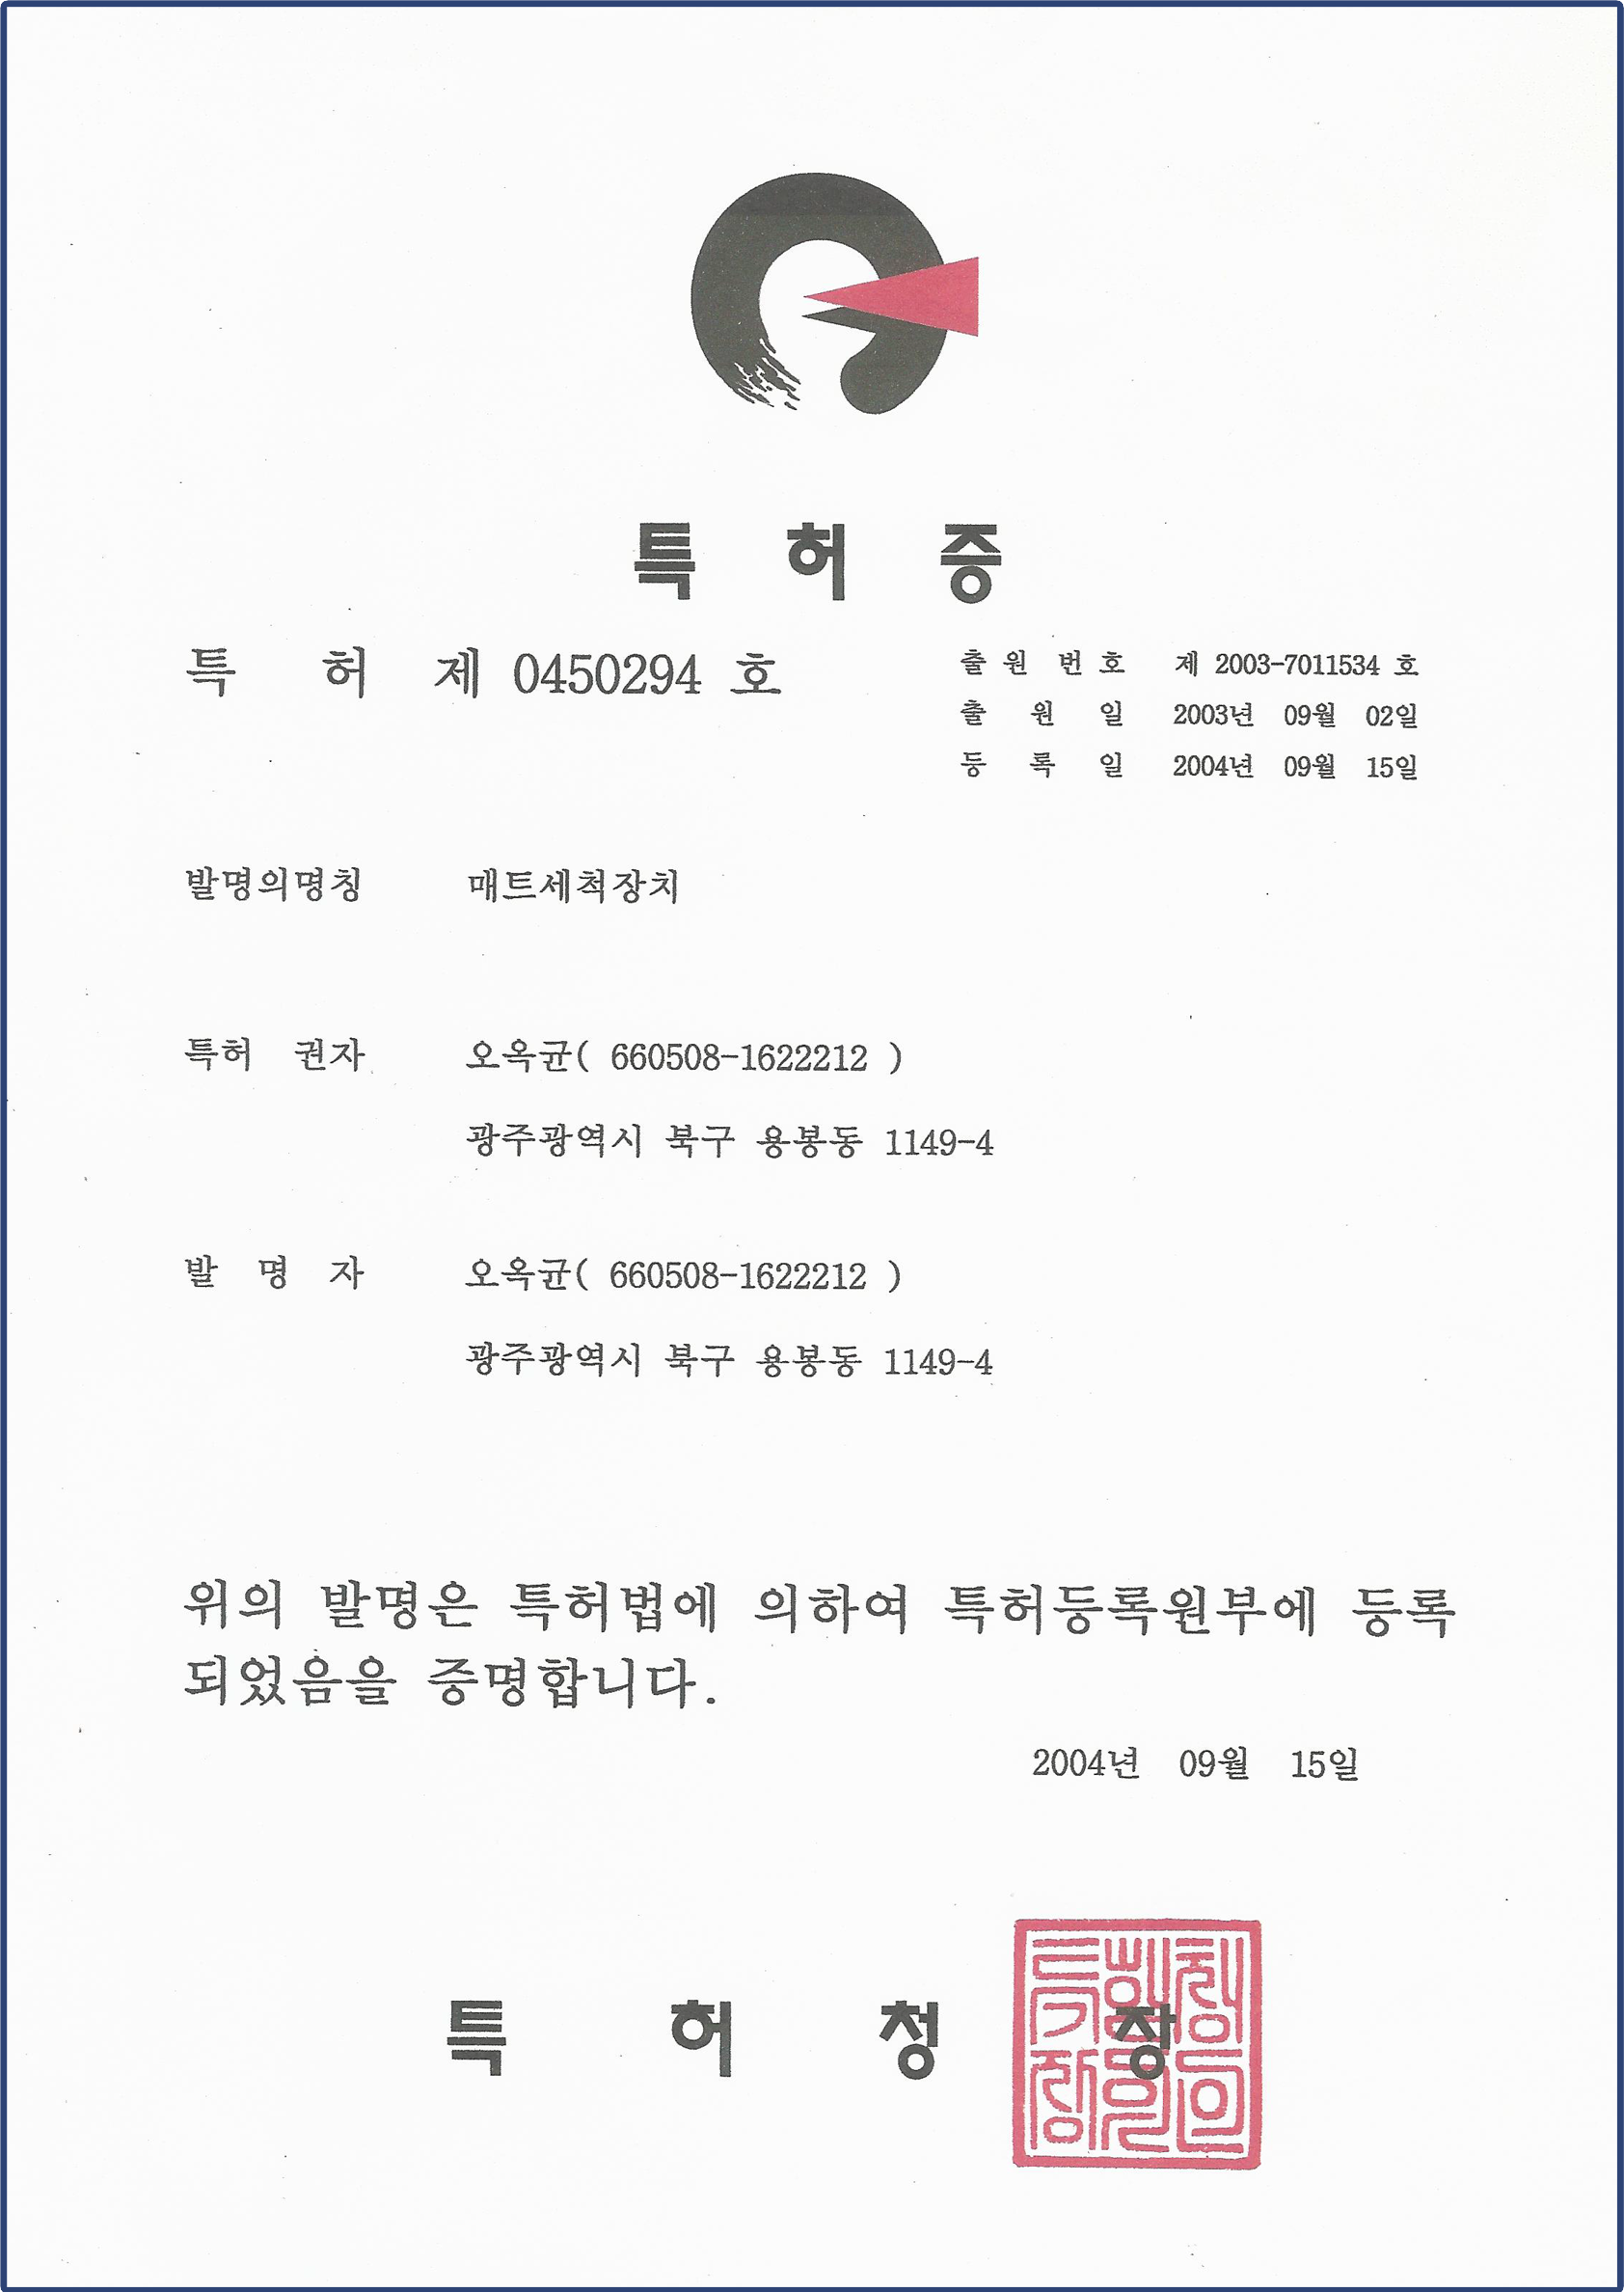 특 허 증
특 허 제 0450294 호
출 원 번 호 제 2003-7011534 호
출 원 일 2003년 09월 02일
등 록 일 2004년 09월 15일
발명의명칭 매트세척장치
특허 권자 오옥균( 660508-1622212 )
광주광역시 북구 용봉동 1149-4
발 명 자 오옥균( 660508-1622212 )
광주광역시 북구 용봉동 1149-4
위의 발명은 특허법에 의하여 특허등록원부에 등록
되었음을 증명합니다.
2004년 09월 15일
특 허 청 장